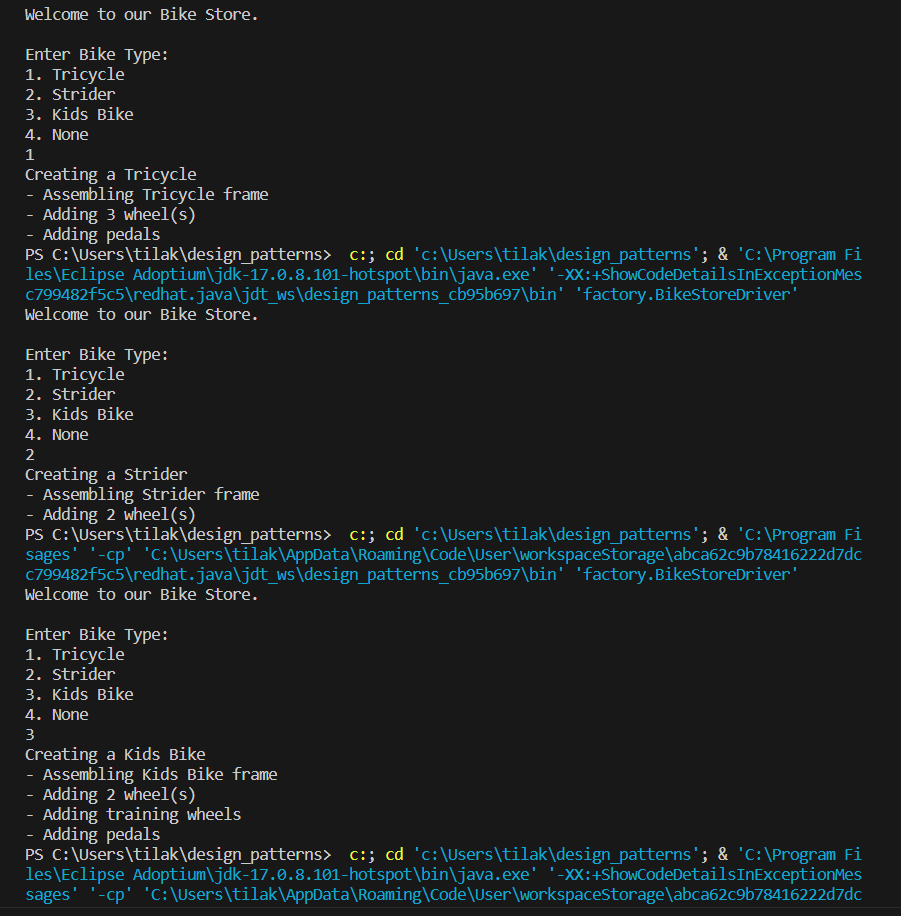 Welcome to our Bike Store.
Enter Bike Type:
1. Tricycle
2. Strider
3. Kids Bike
4. None
1
Creating a Tricycle
- Assembling Tricycle frame
- Adding 3 wheel(s)
- Adding pedals
PS C:\Users\tilak\design_patterns>  c:; cd 'c:\Users\tilak\design_patterns'; & 'C:\Program Fi
les\Eclipse Adoptium\jdk-17.0.8.101-hotspot\bin\java.exe' '-XX:+ShowCodeDetailsInExceptionMes
c799482f5c5\redhat.java\jdt_ws\design_patterns_cb95b697\bin' 'factory.BikeStoreDriver'
Welcome to our Bike Store.
Enter Bike Type:
1. Tricycle
2. Strider
3. Kids Bike
4. None
2
Creating a Strider
- Assembling Strider frame
- Adding 2 wheel(s)
PS C:\Users\tilak\design_patterns>  c:; cd 'c:\Users\tilak\design_patterns'; & 'C:\Program Fi
sages' '-cp' 'C:\Users\tilak\AppData\Roaming\Code\User\workspaceStorage\abca62c9b78416222d7dc
c799482f5c5\redhat.java\jdt_ws\design_patterns_cb95b697\bin' 'factory.BikeStoreDriver'
Welcome to our Bike Store.
Enter Bike Type:
1. Tricycle
2. Strider
3. Kids Bike
4. None
3
Creating a Kids Bike
- Assembling Kids Bike frame
- Adding 2 wheel(s)
- Adding training wheels
- Adding pedals
PS C:\Users\tilak\design_patterns>  c:; cd 'c:\Users\tilak\design_patterns'; & 'C:\Program Fi
les\Eclipse Adoptium\jdk-17.0.8.101-hotspot\bin\java.exe' '-XX:+ShowCodeDetailsInExceptionMes
sages' '-cp' 'C:\Users\tilak\AppData\Roaming\Code\User\workspaceStorage\abca62c9b78416222d7dc